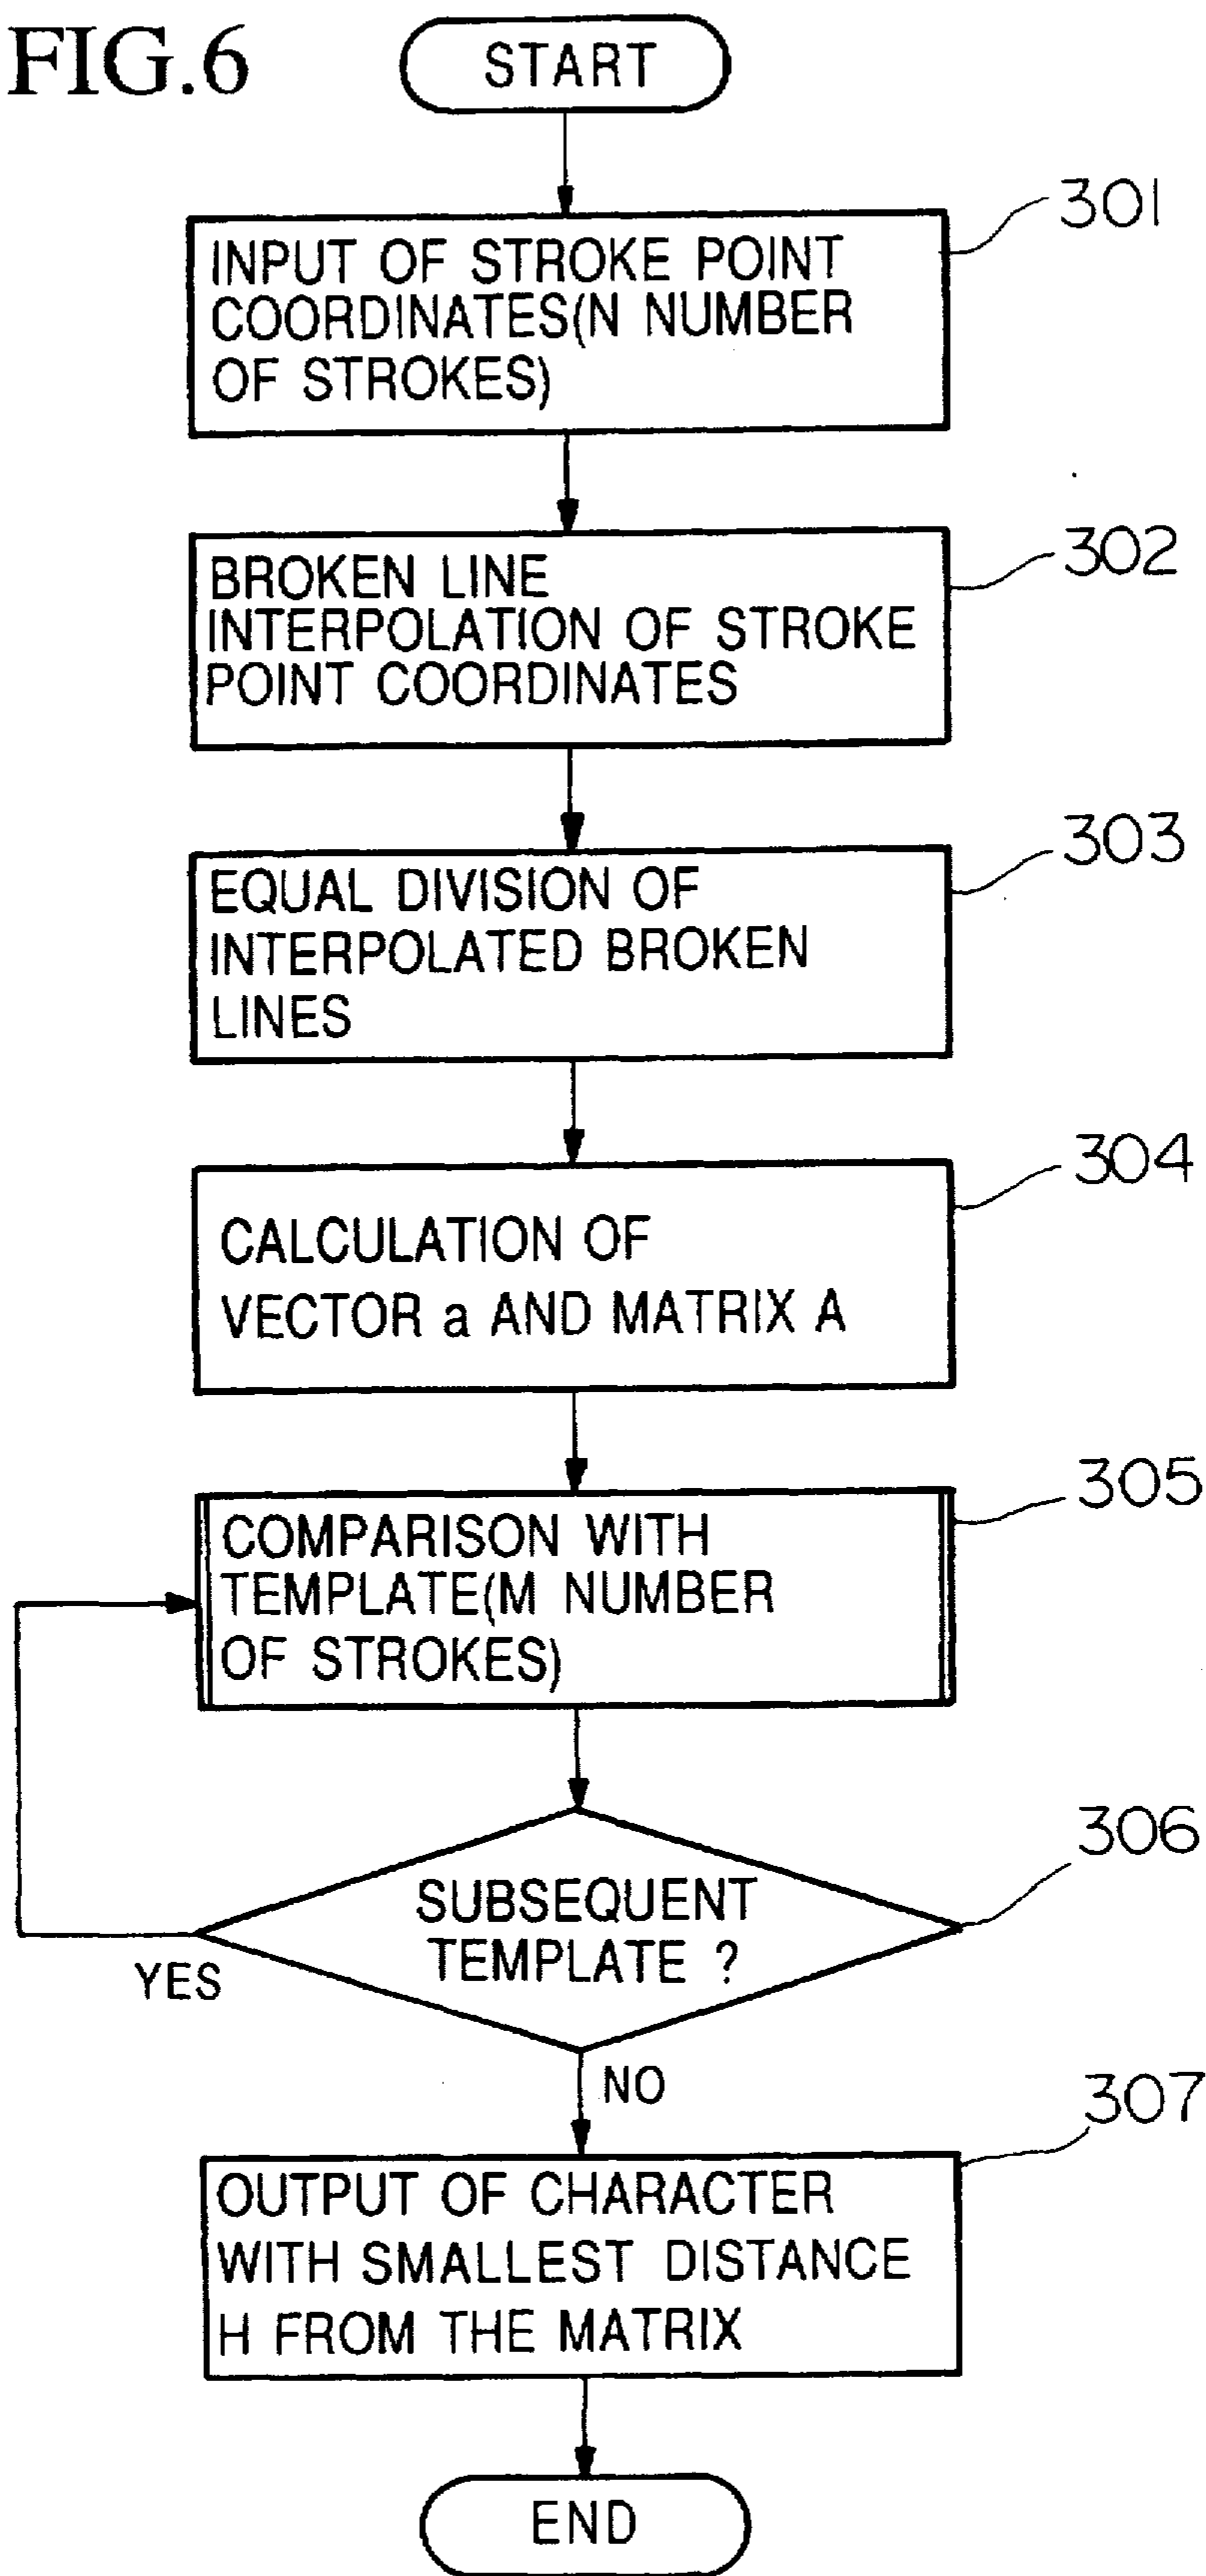 FIG.6
START
301
INPUT OF STROKE POINT
COORDINATES(N NUMBER
OF STROKES)
302
BROKEN LINE
INTERPOLATION OF STROKE
POINT COORDINATES
303
EQUAL DIVISION OF
INTERPOLATED BROKEN
LINES
304
CALCULATION OF
VECTOR a AND MATRIX A
305
COMPARISON WITH
TEMPLATE(M NUMBER
OF STROKES)
306
SUBSEQUENT
TEMPLATE ?
YES
NO
307
OUTPUT OF CHARACTER
WITH SMALLEST DISTANCE
H FROM THE MATRIX
END